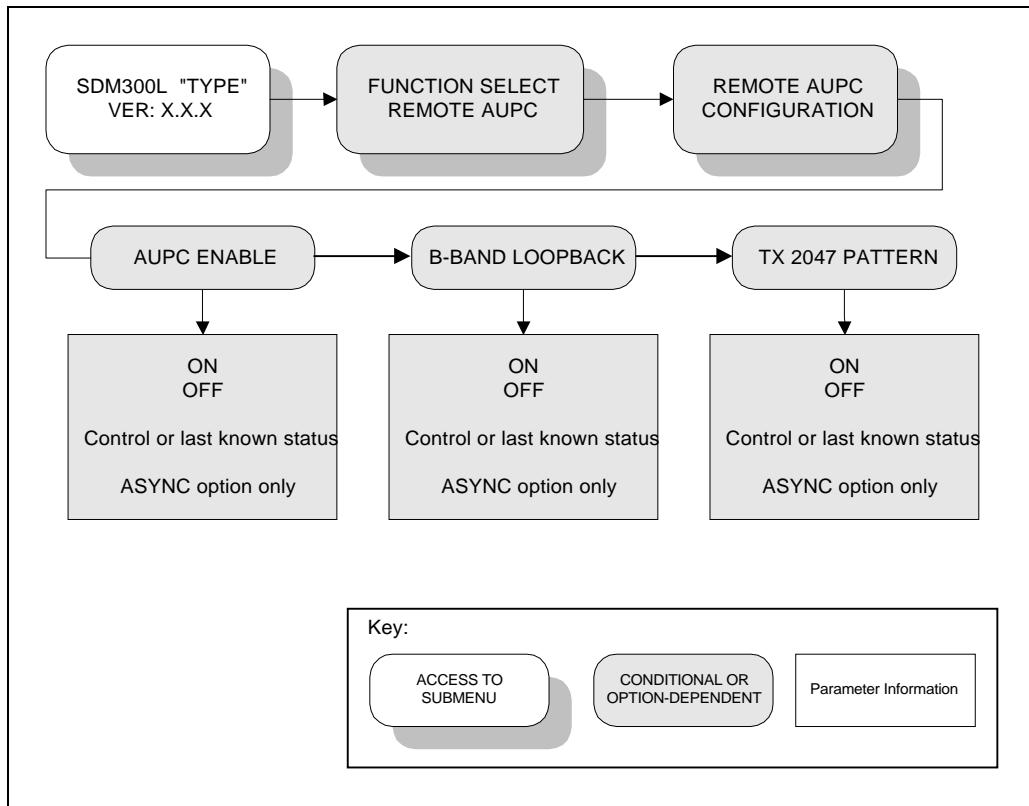 SDM300L "TYPE"
VER: X.X.X
FUNCTION SELECT
REMOTE AUPC
REMOTE AUPC
CONFIGURATION
AUPC ENABLE
B-BAND LOOPBACK
TX 2047 PATTERN
ON
OFF
Control or last known status
ASYNC option only
ON
OFF
Control or last known status
ASYNC option only
ON
OFF
Control or last known status
ASYNC option only
Key:
ACCESS TO
SUBMENU
CONDITIONAL OR
OPTION-DEPENDENT
Parameter Information